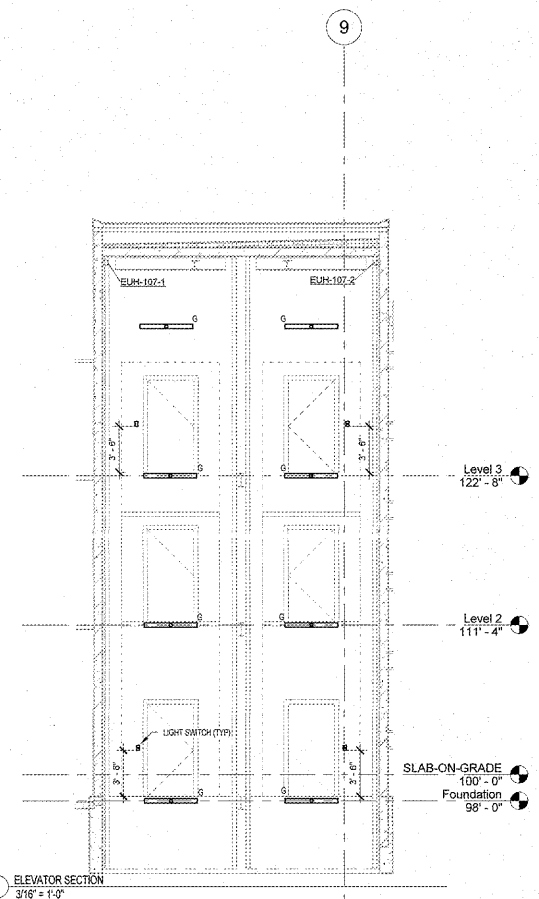 9
EUH-107-1
EUH-107-2
G
G
3' - 6"
3' - 6"
G
G
Level 3
122' - 8"
G
G
Level 2
111' - 4"
LIGHT SWITCH (TYP)
3' - 6"
3' - 6"
G
G
SLAB-ON-GRADE
100' - 0"
Foundation
98' - 0"
ELEVATOR SECTION
3/16" = 1'-0"